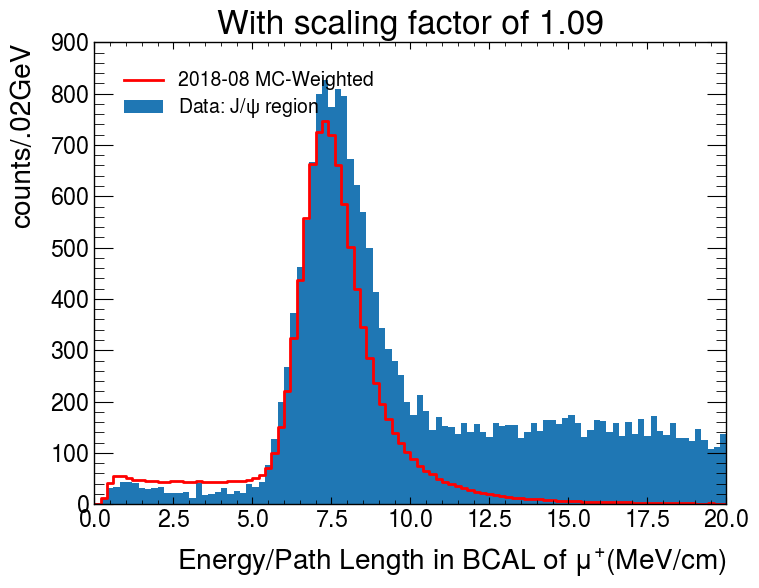 With scaling factor of 1.09
counts/.02GeV
900
800
700
600
500
400
300
200
100
0
2018-08 MC-Weighted
Data: J/ψ region
0.0 2.5 5.0 7.5 10.0 12.5 15.0 17.5 20.0
Energy/Path Length in BCAL of μ⁺(MeV/cm)